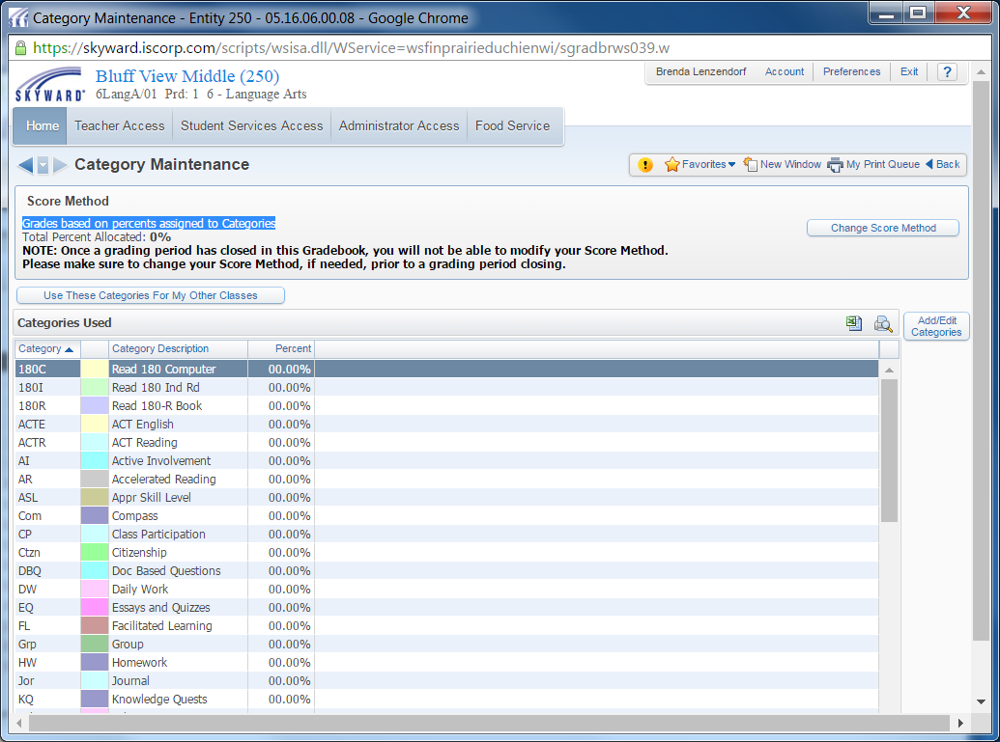 Category Maintenance - Entity 250 - 05.16.06.00.08 - Google Chrome
https://skyward.iscorp.com/scripts/wsisa.dll/WService=wsfinprairieduchienwi/sgradbrws039.w
SKYWARD
Bluff View Middle (250)
6LangA/01 Prd: 1 6 - Language Arts
Brenda Lenzendorf Account Preferences Exit ?
Home Teacher Access Student Services Access Administrator Access Food Service
Category Maintenance
Favorites New Window My Print Queue Back
Score Method
Grades based on percents assigned to Categories
Total Percent Allocated: 0%
NOTE: Once a grading period has closed in this Gradebook, you will not be able to modify your Score Method.
Please make sure to change your Score Method, if needed, prior to a grading period closing.
Change Score Method
Use These Categories For My Other Classes
Categories Used
Add/Edit
Categories
Category Category Description Percent
180C Read 180 Computer 00.00%
180I Read 180 Ind Rd 00.00%
180R Read 180-R Book 00.00%
ACTE ACT English 00.00%
ACTR ACT Reading 00.00%
AI Active Involvement 00.00%
AR Accelerated Reading 00.00%
ASL Appr Skill Level 00.00%
Com Compass 00.00%
CP Class Participation 00.00%
Ctzn Citizenship 00.00%
DBQ Doc Based Questions 00.00%
DW Daily Work 00.00%
EQ Essays and Quizzes 00.00%
FL Facilitated Learning 00.00%
Grp Group 00.00%
HW Homework 00.00%
Jor Journal 00.00%
KQ Knowledge Quests 00.00%